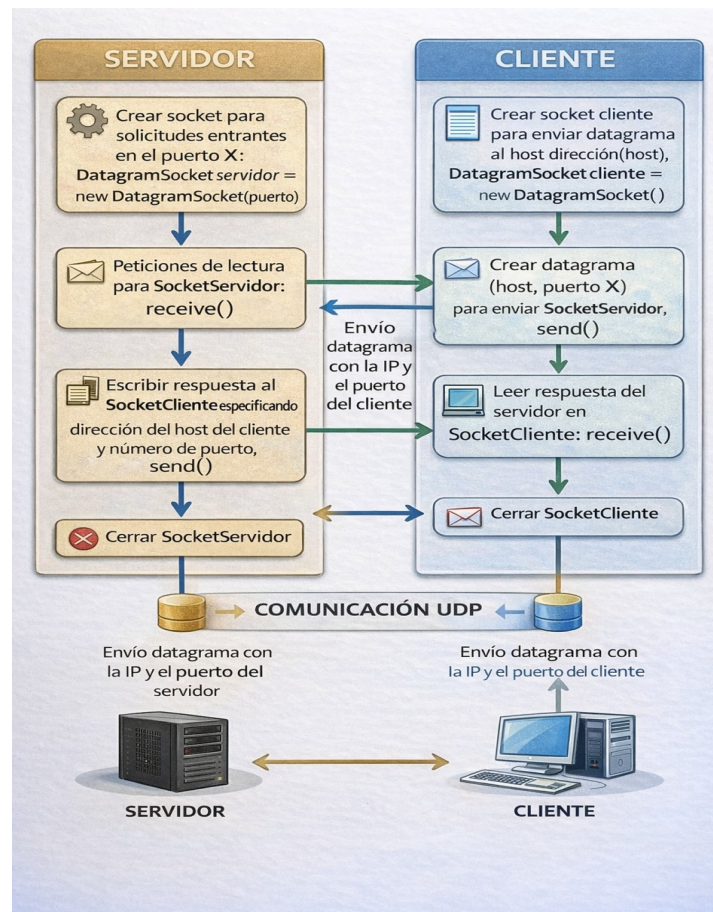 SERVIDOR
Crear socket para
solicitudes entrantes
en el puerto X:
DatagramSocket servidor =
new DatagramSocket(puerto)
Peticiones de lectura
para SocketServidor:
receive()
Escribir respuesta al
SocketCliente especificando
dirección del host del cliente
y número de puerto,
send()
Cerrar SocketServidor
Envío
datagrama
con la IP y
el puerto
del cliente
CLIENTE
Crear socket cliente
para enviar datagrama
al host dirección(host),
DatagramSocket cliente =
new DatagramSocket()
Crear datagrama
(host, puerto X)
para enviar SocketServidor,
send()
Leer respuesta del
servidor en
SocketCliente: receive()
Cerrar SocketCliente
COMUNICACIÓN UDP
Envío datagrama con
la IP y el puerto del
servidor
Envío datagrama con
la IP y el puerto del cliente
SERVIDOR
CLIENTE